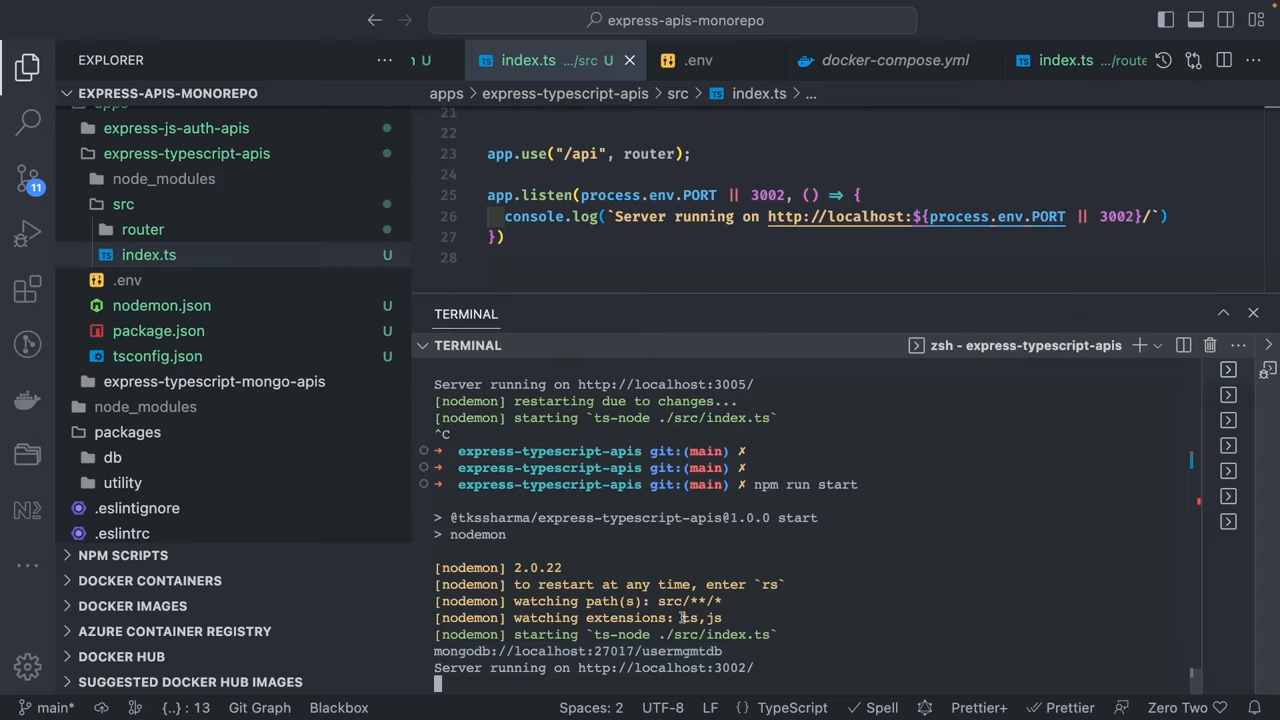 express-apis-monorepo
EXPLORER
n U
index.ts .../src U
.env
docker-compose.yml
index.ts .../route
EXPRESS-APIS-MONOREPO
apps
express-js-auth-apis
express-typescript-apis
node_modules
src
router
index.ts U
.env
nodemon.json U
package.json U
tsconfig.json U
express-typescript-mongo-apis
node_modules
packages
db
utility
.eslintignore
.eslintrc
NPM SCRIPTS
DOCKER CONTAINERS
DOCKER IMAGES
AZURE CONTAINER REGISTRY
DOCKER HUB
SUGGESTED DOCKER HUB IMAGES
11
apps > express-typescript-apis > src > index.ts > ...
21
22
23 app.use("/api", router);
24
25 app.listen(process.env.PORT || 3002, () => {
26 console.log(`Server running on http://localhost:${process.env.PORT || 3002}/`)
27 })
28
TERMINAL
TERMINAL
zsh - express-typescript-apis
Server running on http://localhost:3005/
[nodemon] restarting due to changes...
[nodemon] starting `ts-node ./src/index.ts`
^C
➜ express-typescript-apis git:(main) ✗
➜ express-typescript-apis git:(main) ✗
➜ express-typescript-apis git:(main) ✗ npm run start
> @tkssharma/express-typescript-apis@1.0.0 start
> nodemon
[nodemon] 2.0.22
[nodemon] to restart at any time, enter `rs`
[nodemon] watching path(s): src/**/*
[nodemon] watching extensions: ts,js
[nodemon] starting `ts-node ./src/index.ts`
mongodb://localhost:27017/usermgmtdb
Server running on http://localhost:3002/
main* {..} : 13 Git Graph Blackbox Spaces: 2 UTF-8 LF {} TypeScript Spell Prettier+ Prettier Zero Two